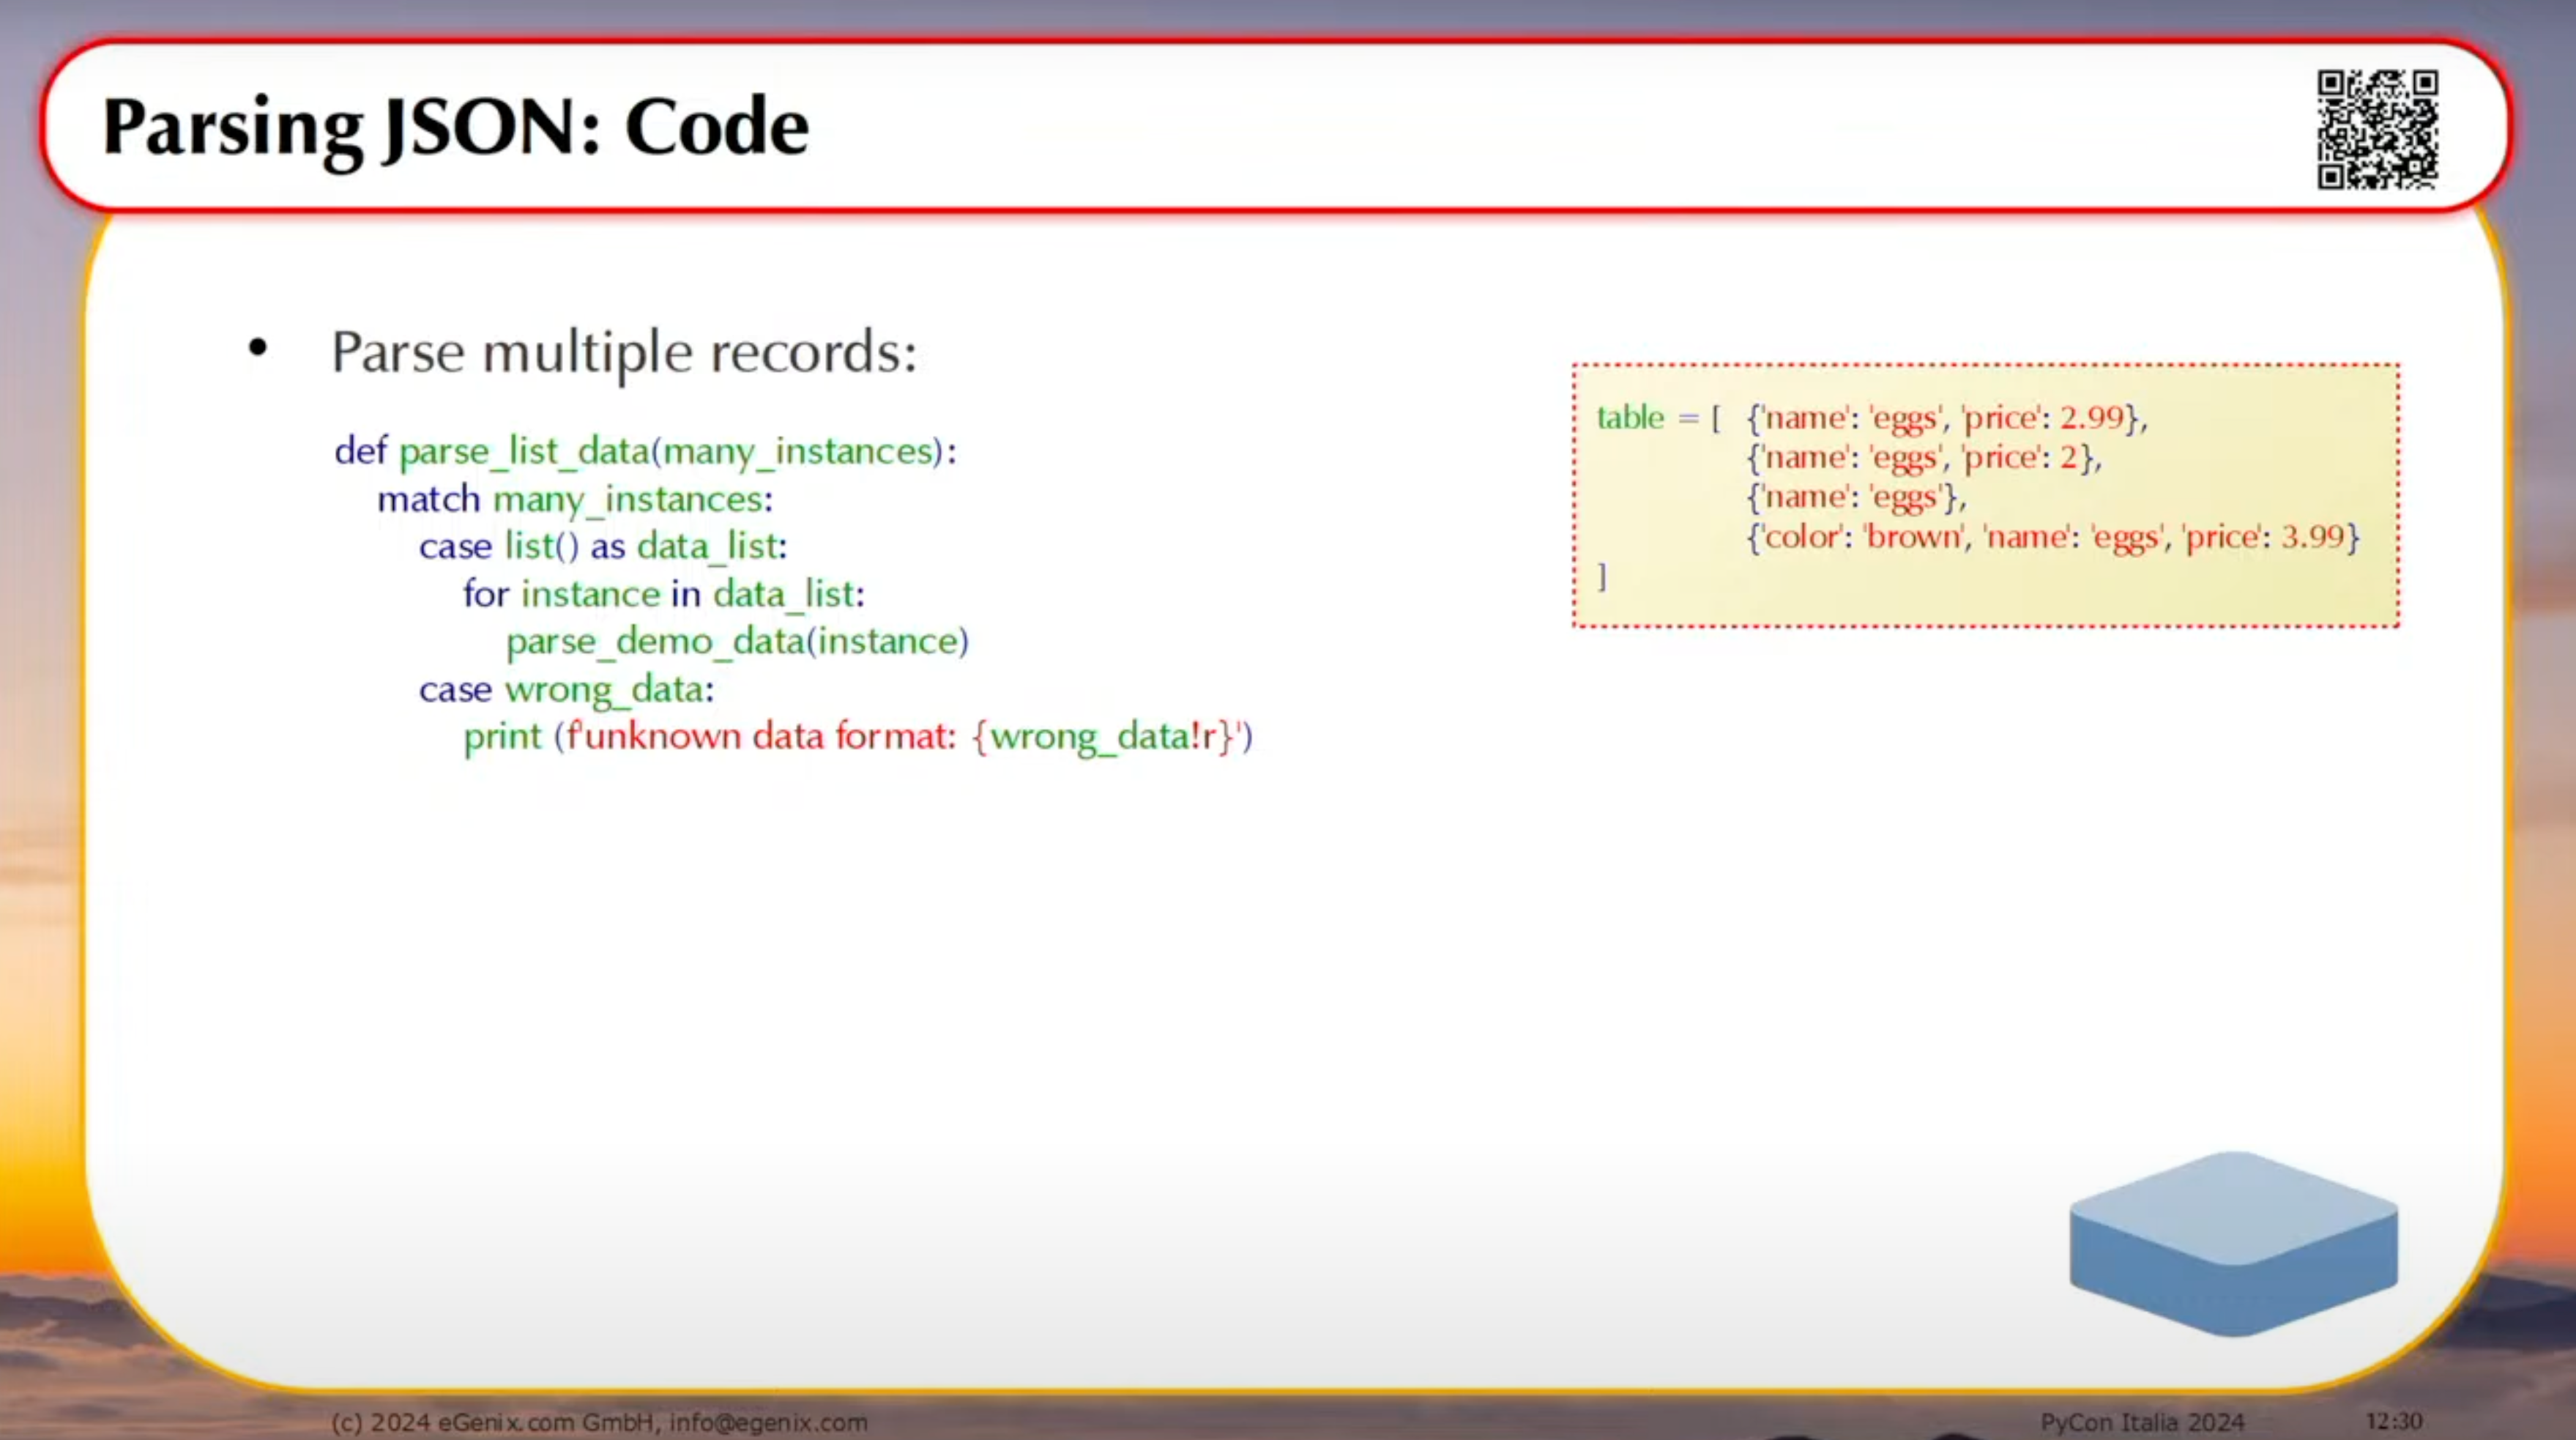 Parsing JSON: Code
• Parse multiple records:
def parse_list_data(many_instances):
match many_instances:
case list() as data_list:
for instance in data_list:
parse_demo_data(instance)
case wrong_data:
print (f'unknown data format: {wrong_data!r}')
table = [ {'name': 'eggs', 'price': 2.99},
{'name': 'eggs', 'price': 2},
{'name': 'eggs'},
{'color': 'brown', 'name': 'eggs', 'price': 3.99}
]
(c) 2024 eGenix.com GmbH, info@egenix.com
PyCon Italia 2024
12:30